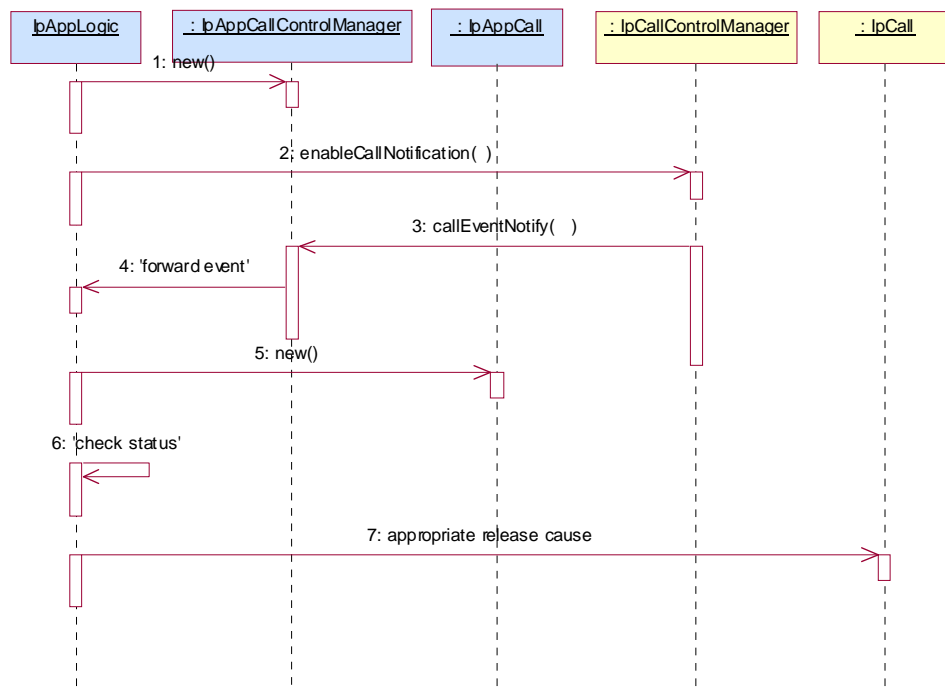 IpAppLogic
: IpAppCallControlManager
: IpAppCall
: IpCallControlManager
: IpCall
1: new()
2: enableCallNotification( )
3: callEventNotify( )
4: 'forward event'
5: new()
6: 'check status'
7: appropriate release cause